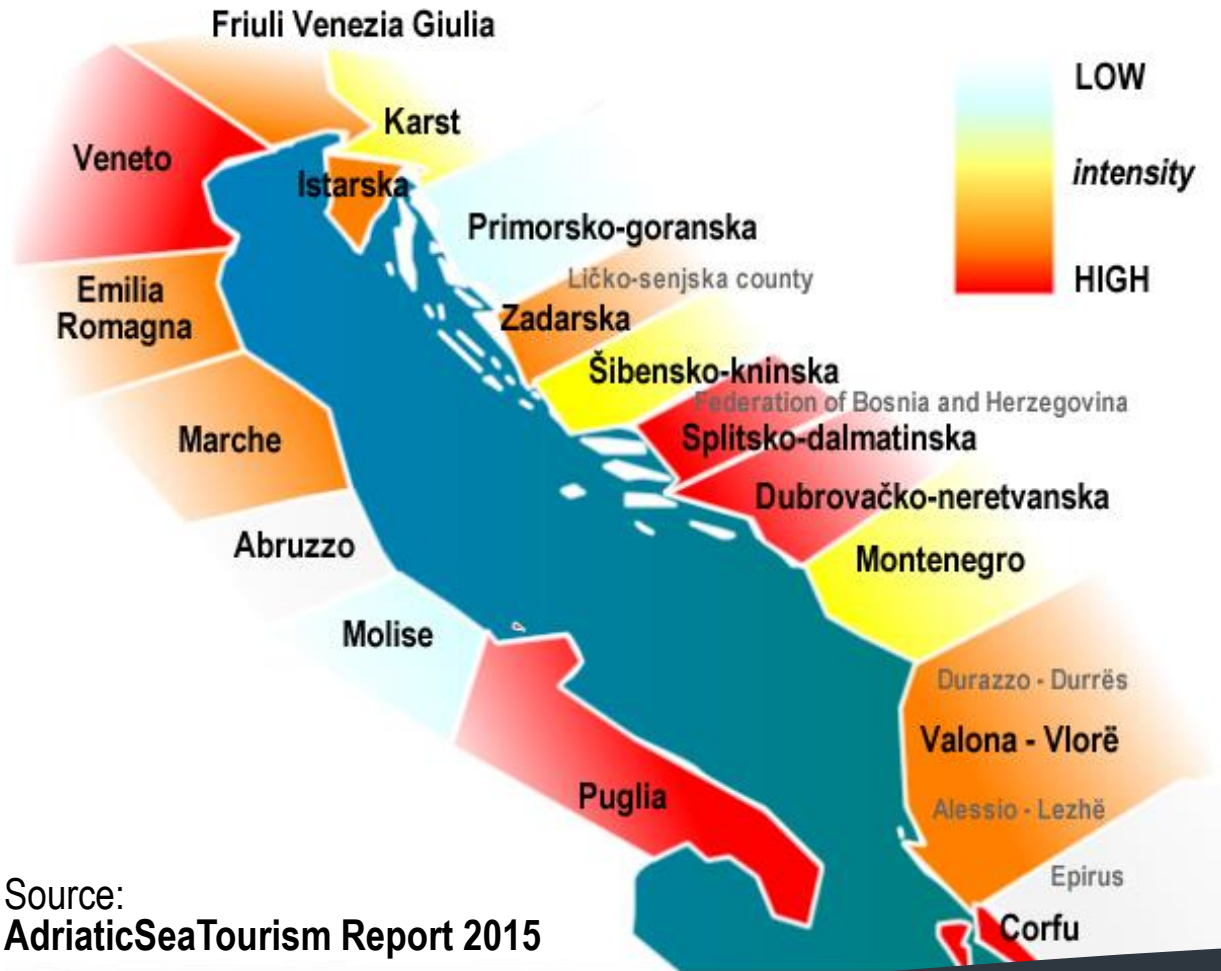 Friuli Venezia Giulia
LOW
Karst
Veneto
intensity
Istarska
Primorsko-goranska
Ličko-senjska county
HIGH
Emilia
Romagna
Zadarska
Šibensko-kninska
Federation of Bosnia and Herzegovina
Marche
Splitsko-dalmatinska
Dubrovačko-neretvanska
Abruzzo
Montenegro
Molise
Durazzo - Durrës
Valona - Vlorë
Puglia
Alessio - Lezhë
Epirus
Corfu
Source:
AdriaticSeaTourism Report 2015